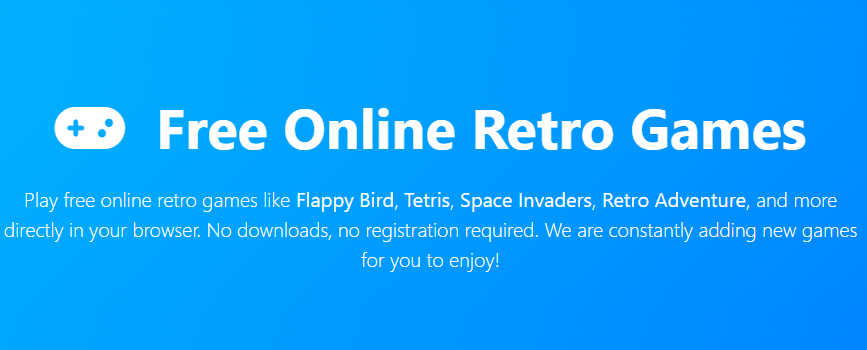 Free Online Retro Games
Play free online retro games like Flappy Bird, Tetris, Space Invaders, Retro Adventure, and more
directly in your browser. No downloads, no registration required. We are constantly adding new games
for you to enjoy!